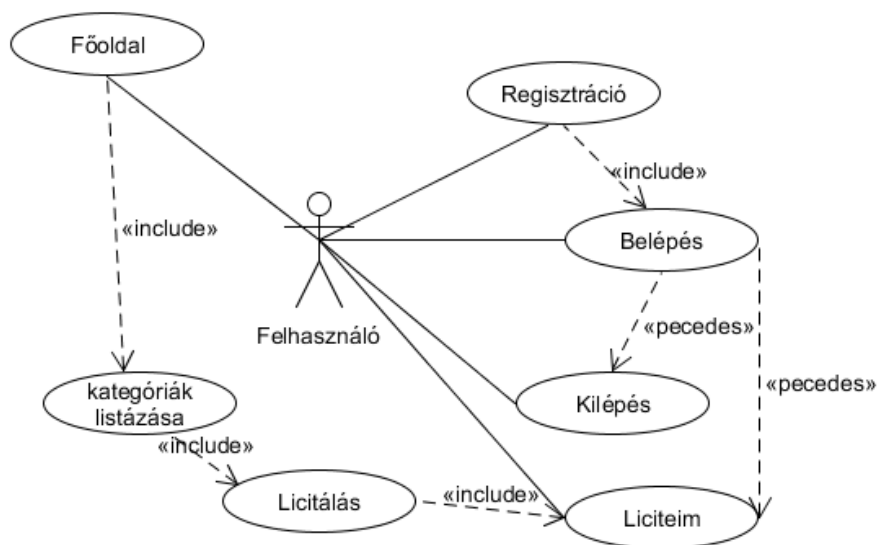 Főoldal
Regisztráció
«include»
«include»
Belépés
Felhasználó
«pecedes»
«pecedes»
kategóriák
listázása
Kilépés
«include»
Licitálás
«include»
Liciteim